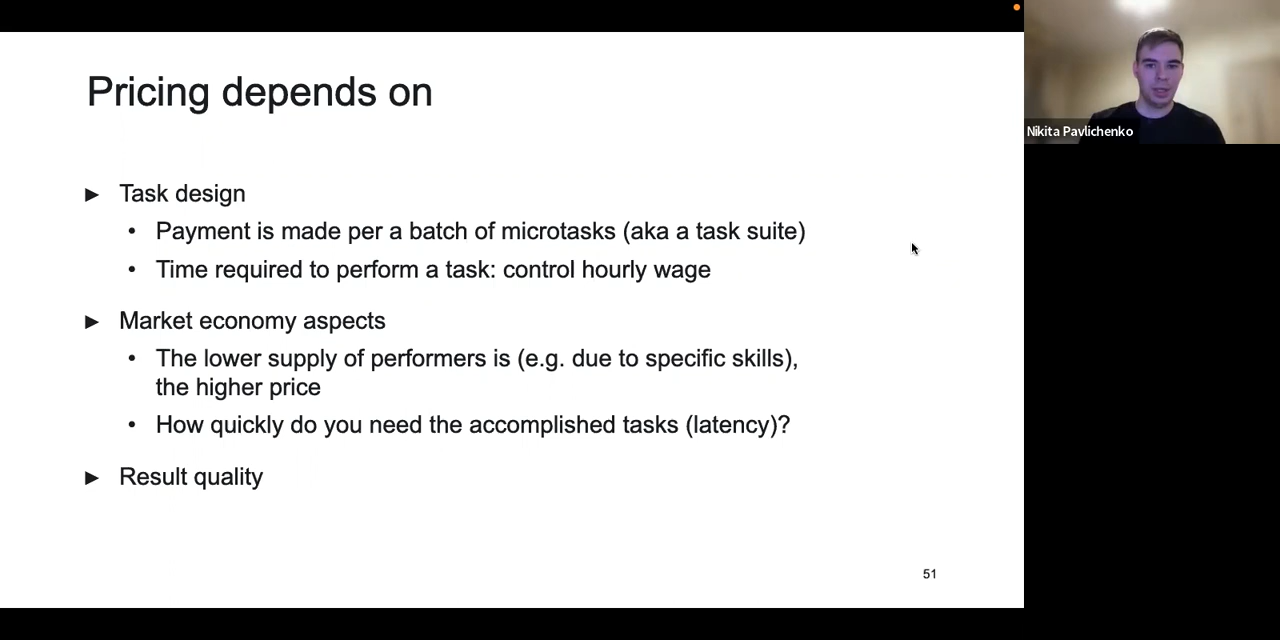 Pricing depends on
► Task design
• Payment is made per a batch of microtasks (aka a task suite)
• Time required to perform a task: control hourly wage
► Market economy aspects
• The lower supply of performers is (e.g. due to specific skills),
the higher price
• How quickly do you need the accomplished tasks (latency)?
► Result quality
51
Nikita Pavlichenko